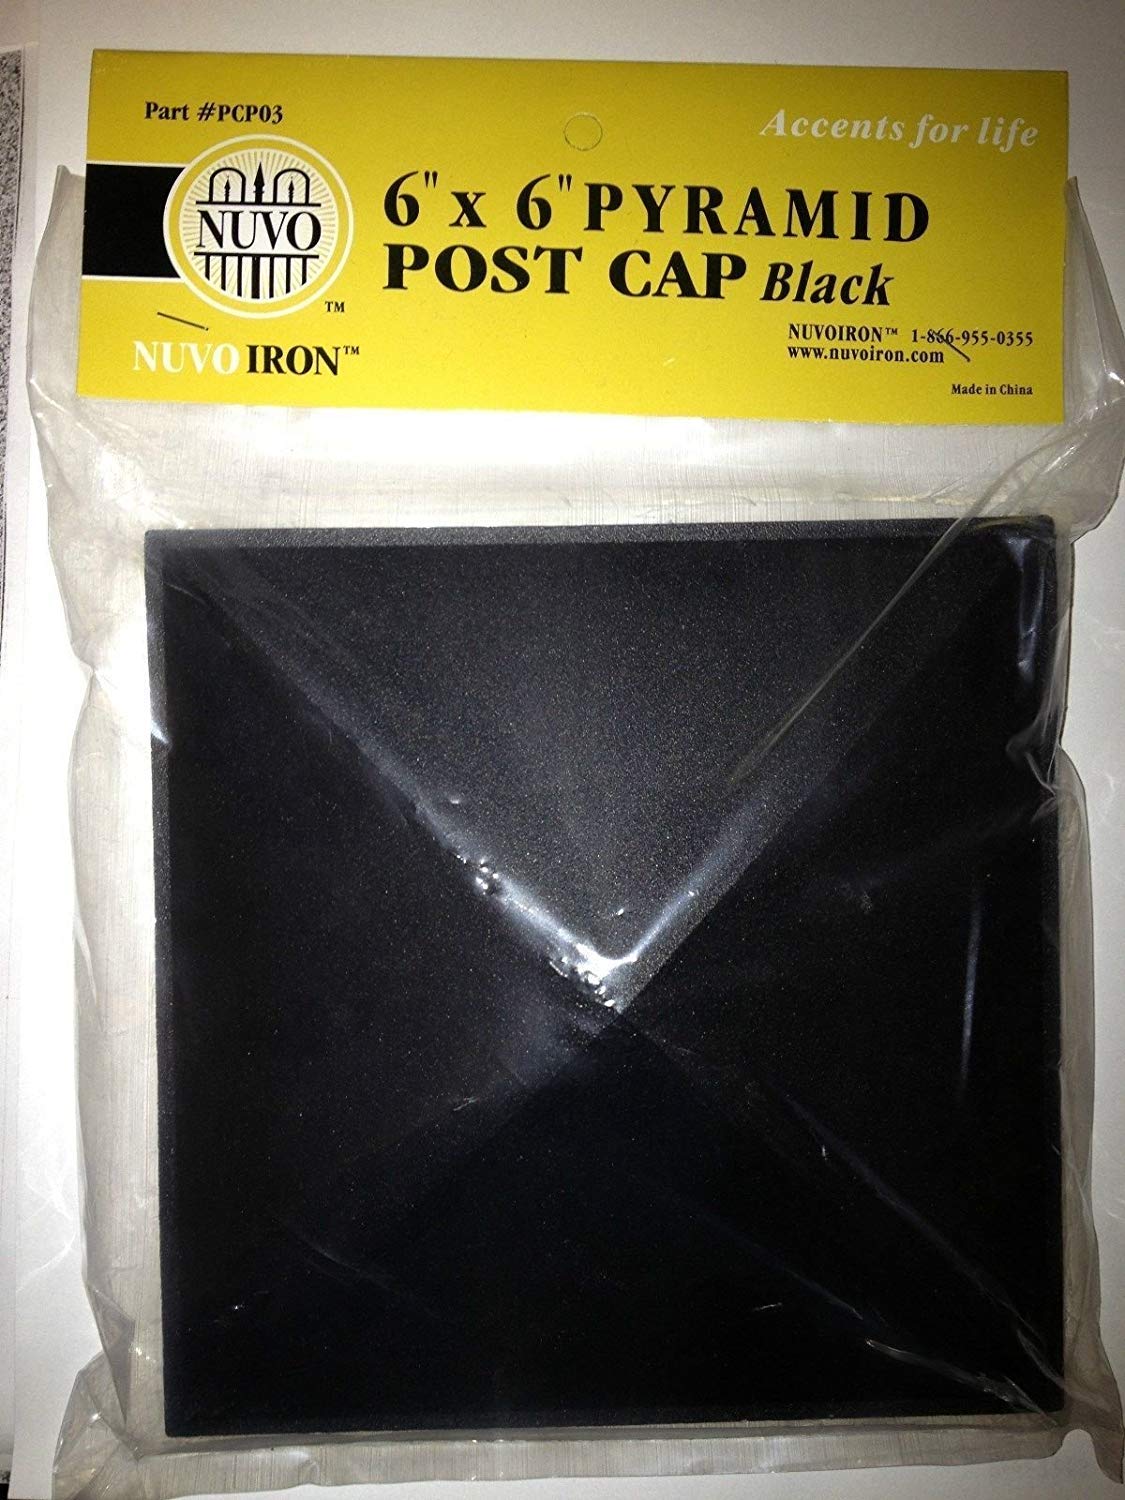 Part #PCP03
Accents for life
NUVO
TM
6" x 6" PYRAMID
POST CAP Black
NUVO IRON™
NUVOIRON™ 1-866-955-0355
www.nuvoiron.com
Made in China